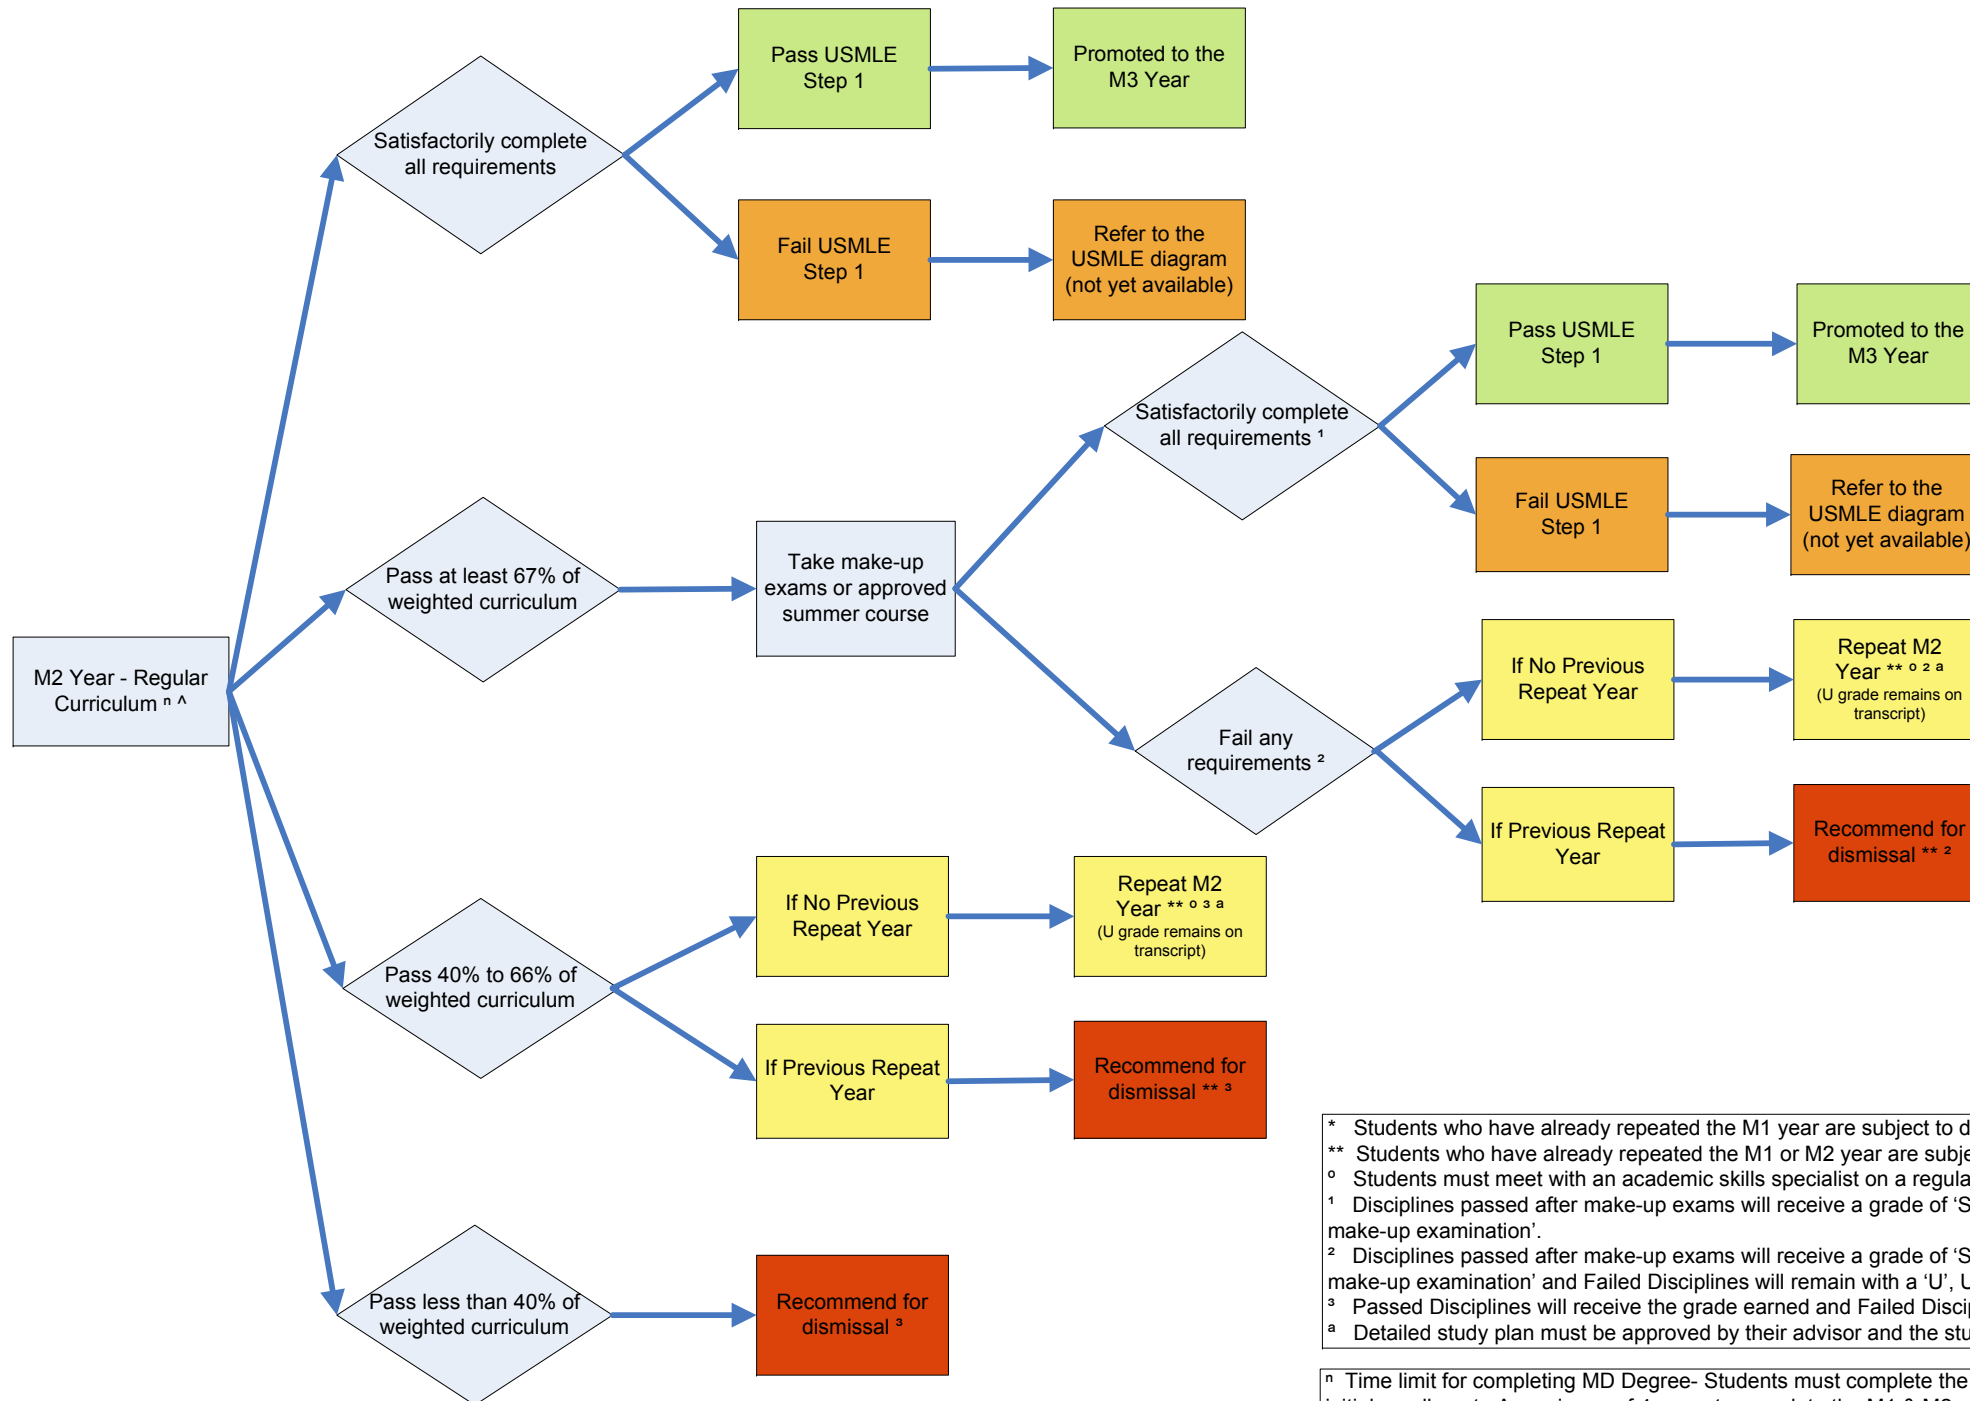 Pass USMLE
Step 1
Promoted to the
M3 Year
Satisfactorily complete
all requirements
Fail USMLE
Step 1
Refer to the
USMLE diagram
(not yet available)
Pass USMLE
Step 1
Promoted to the
M3 Year
Satisfactorily complete
all requirements ¹
Fail USMLE
Step 1
Refer to the
USMLE diagram
(not yet available)
Pass at least 67% of
weighted curriculum
Take make-up
exams or approved
summer course
M2 Year - Regular
Curriculum ⁿ ^
If No Previous
Repeat Year
Repeat M2
Year ** º ² ª
(U grade remains on
transcript)
Fail any
requirements ²
If Previous Repeat
Year
Recommend for
dismissal ** ²
Pass 40% to 66% of
weighted curriculum
If No Previous
Repeat Year
Repeat M2
Year ** º ³ ª
(U grade remains on
transcript)
If Previous Repeat
Year
Recommend for
dismissal ** ³
Pass less than 40% of
weighted curriculum
Recommend for
dismissal ³
* Students who have already repeated the M1 year are subject to d
** Students who have already repeated the M1 or M2 year are subje
º Students must meet with an academic skills specialist on a regula
¹ Disciplines passed after make-up exams will receive a grade of ‘S
make-up examination’.
² Disciplines passed after make-up exams will receive a grade of ‘S
make-up examination’ and Failed Disciplines will remain with a ‘U’, U
³ Passed Disciplines will receive the grade earned and Failed Discip
ª Detailed study plan must be approved by their advisor and the stu
ⁿ Time limit for completing MD Degree- Students must complete the